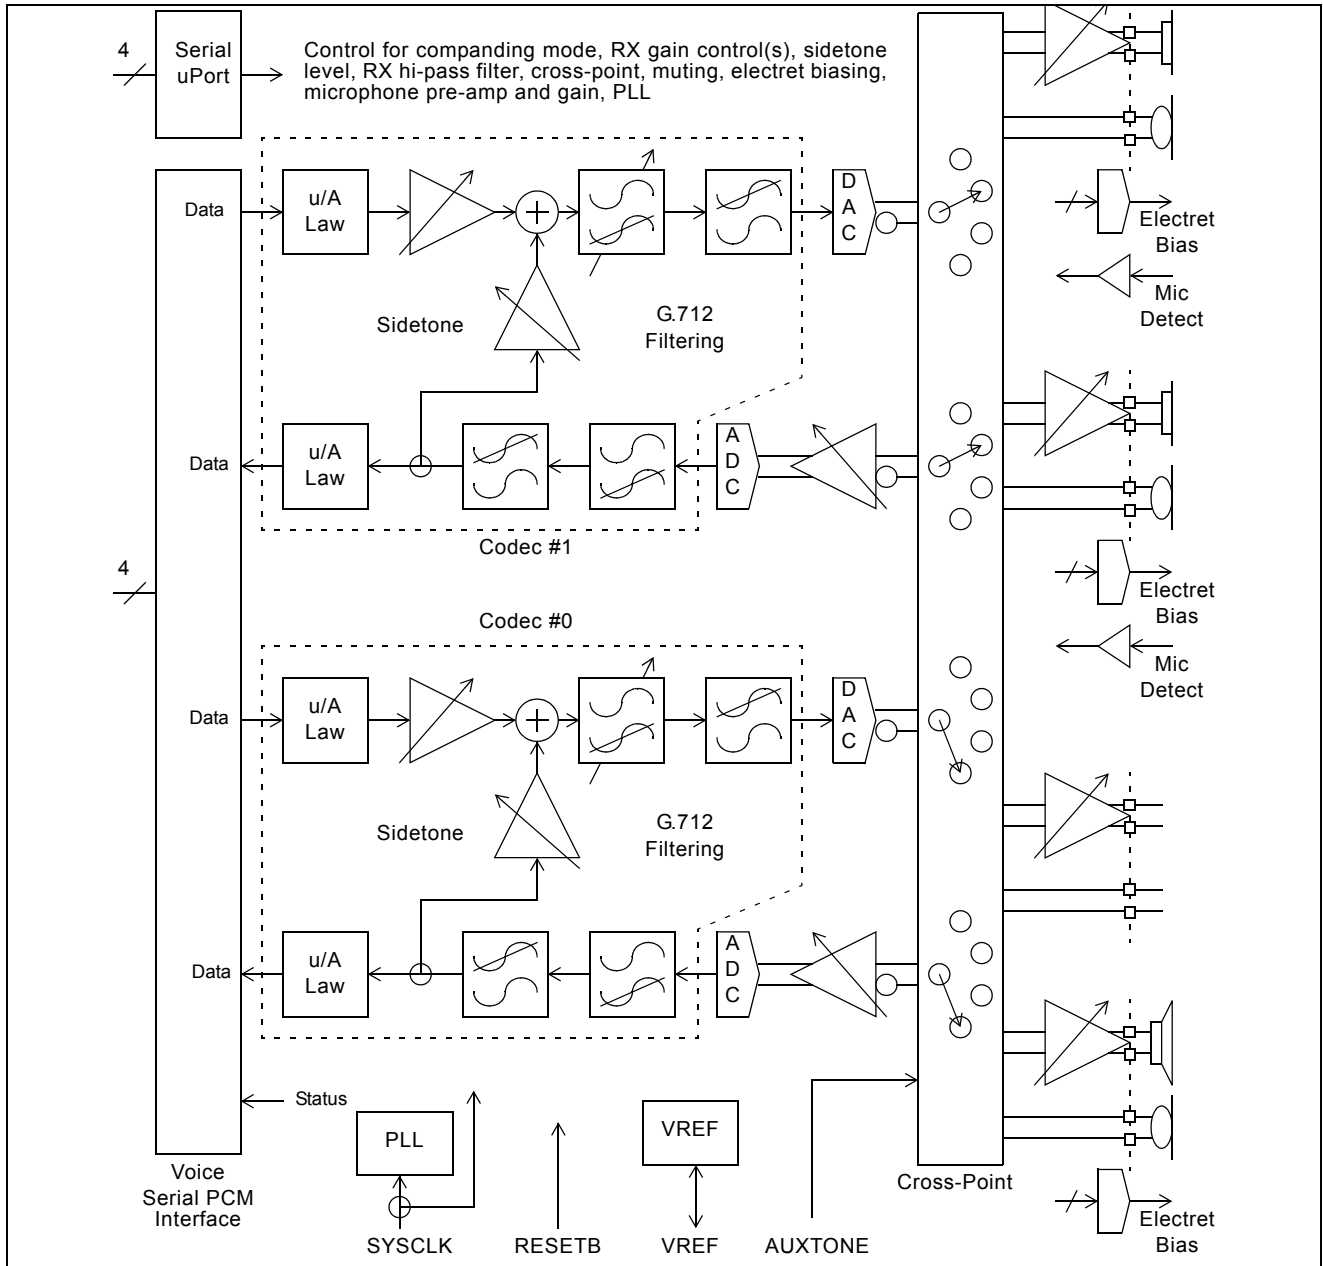 4
Serial
uPort
Control for companding mode, RX gain control(s), sidetone
level, RX hi-pass filter, cross-point, muting, electret biasing,
microphone pre-amp and gain, PLL
Data
u/A
Law
D
A
C
Electret
Bias
Sidetone
G.712
Filtering
Mic
Detect
Data
u/A
Law
A
D
C
Codec #1
4
Electret
Bias
Codec #0
Mic
Detect
Data
u/A
Law
D
A
C
Sidetone
G.712
Filtering
Data
u/A
Law
A
D
C
Status
PLL
VREF
Voice
Serial PCM
Interface
Cross-Point
SYSCLK
RESETB
VREF
AUXTONE
Electret
Bias